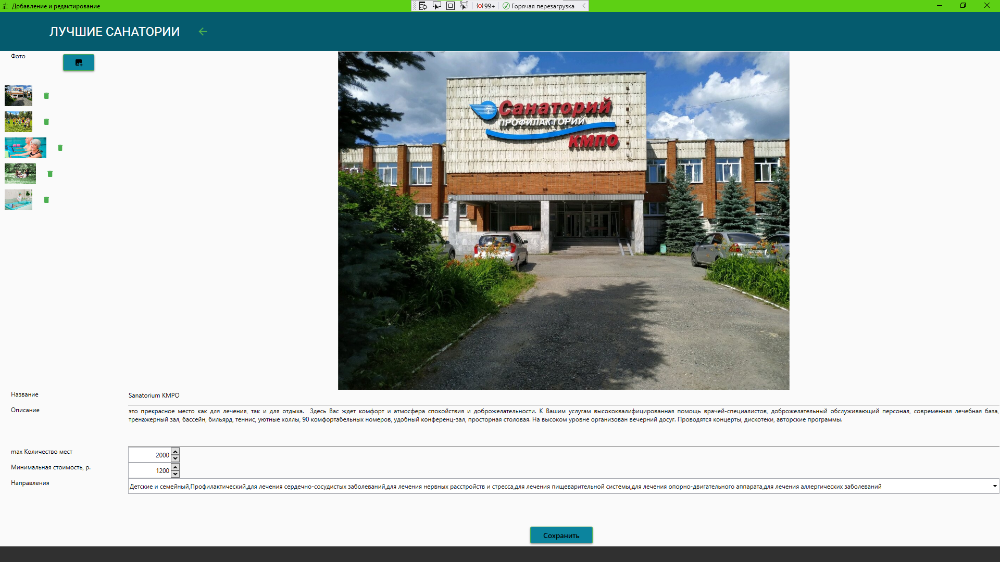 Добавление и редактирование
99+
Горячая перезагрузка
ЛУЧШИЕ САНАТОРИИ
Фото
Санаторий
ПРОФИЛАКТОРИЙ
КМПО
Название
Sanatorium KMPO
Описание
это прекрасное место как для лечения, так и для отдыха. Здесь Вас ждет комфорт и атмосфера спокойствия и доброжелательности. К Вашим услугам высококвалифицированная помощь врачей-специалистов, доброжелательный обслуживающий персонал, современная лечебная база,
тренажерный зал, бассейн, бильярд, теннис, уютные холлы, 90 комфортабельных номеров, удобный конференц-зал, просторная столовая. На высоком уровне организован вечерний досуг. Проводятся концерты, дискотеки, авторские программы.
max Количество мест
2000
Минимальная стоимость, р.
1200
Направления
Детские и семейный,Профилактический,для лечения сердечно-сосудистых заболеваний,для лечения нервных расстройств и стресса,для лечения пищеварительной системы,для лечения опорно-двигательного аппарата,для лечения аллергических заболеваний
Сохранить